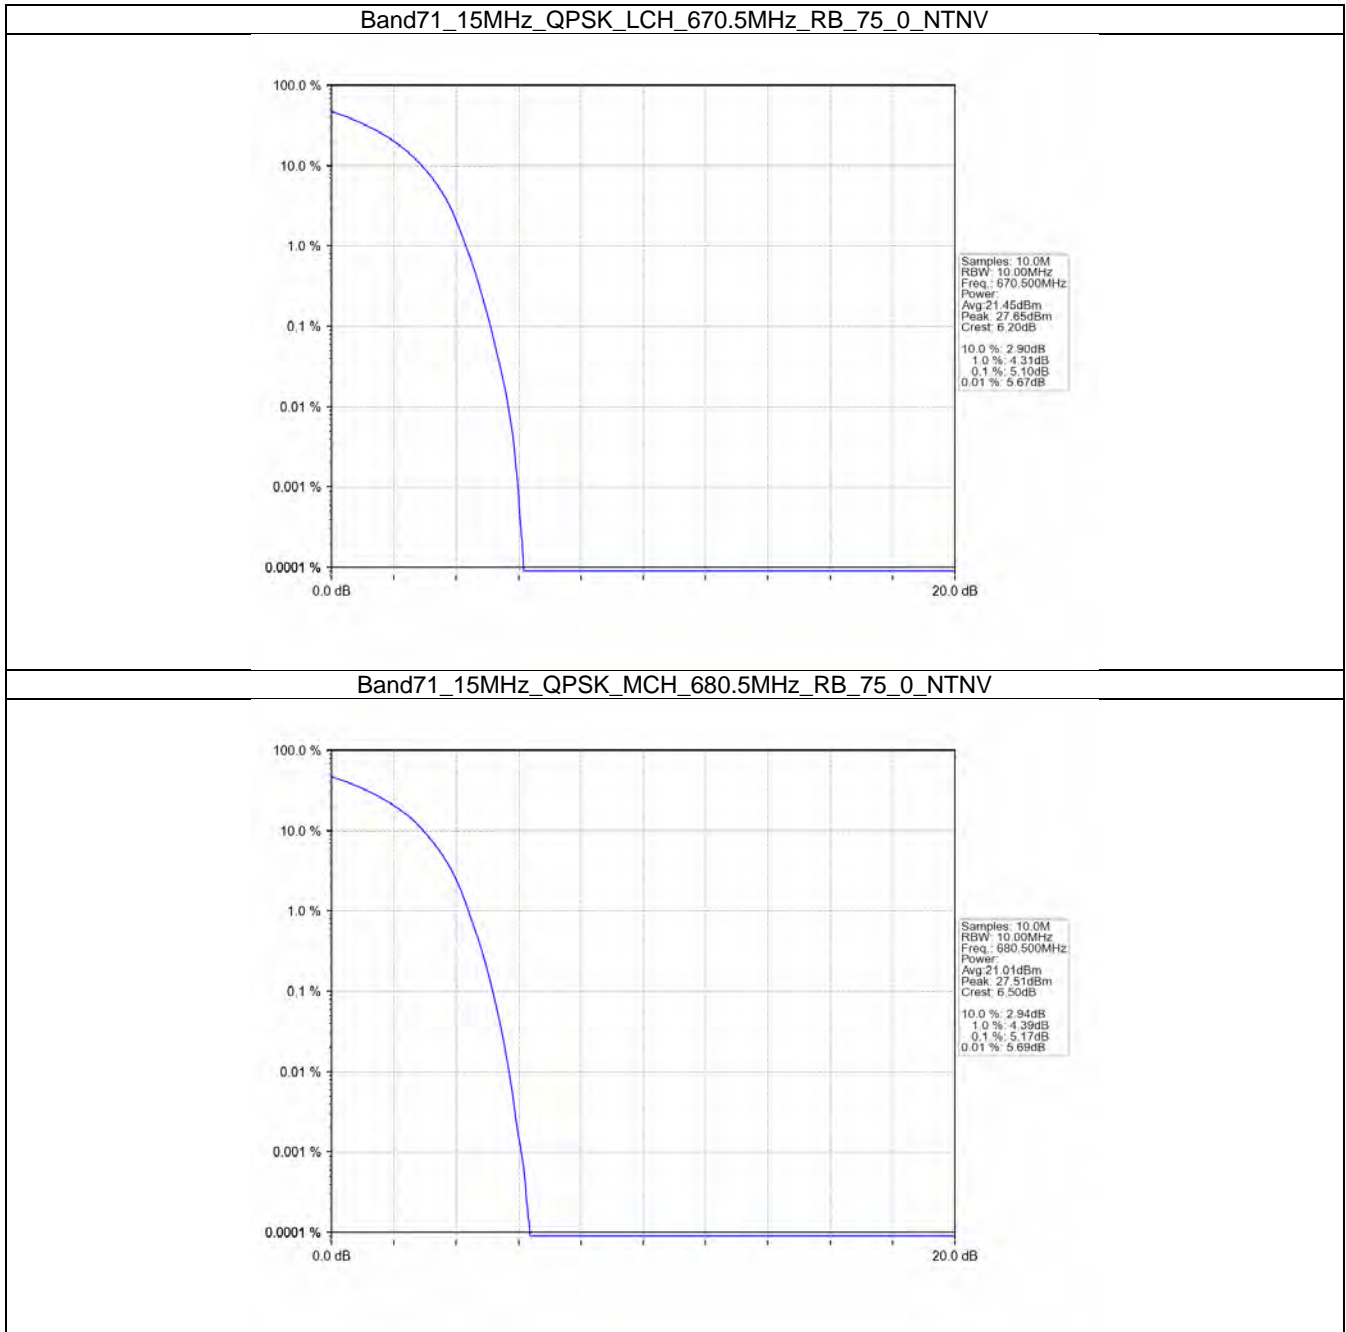 Band71_15MHz_QPSK_LCH_670.5MHz_RB_75_0_NTNV
100.0 %
10.0 %
1.0 %
0.1 %
0.01 %
0.001 %
0.0001 %
0.0 dB
20.0 dB
Samples: 10.0M
RBW: 10.00MHz
Freq.: 670.500MHz
Power:
Avg:21.45dBm
Peak: 27.65dBm
Crest: 6.20dB
10.0 %: 2.90dB
1.0 %: 4.31dB
0.1 %: 5.10dB
0.01 %: 5.67dB
Band71_15MHz_QPSK_MCH_680.5MHz_RB_75_0_NTNV
100.0 %
10.0 %
1.0 %
0.1 %
0.01 %
0.001 %
0.0001 %
0.0 dB
20.0 dB
Samples: 10.0M
RBW: 10.00MHz
Freq.: 680.500MHz
Power:
Avg:21.01dBm
Peak: 27.51dBm
Crest: 6.50dB
10.0 %: 2.94dB
1.0 %: 4.39dB
0.1 %: 5.17dB
0.01 %: 5.69dB